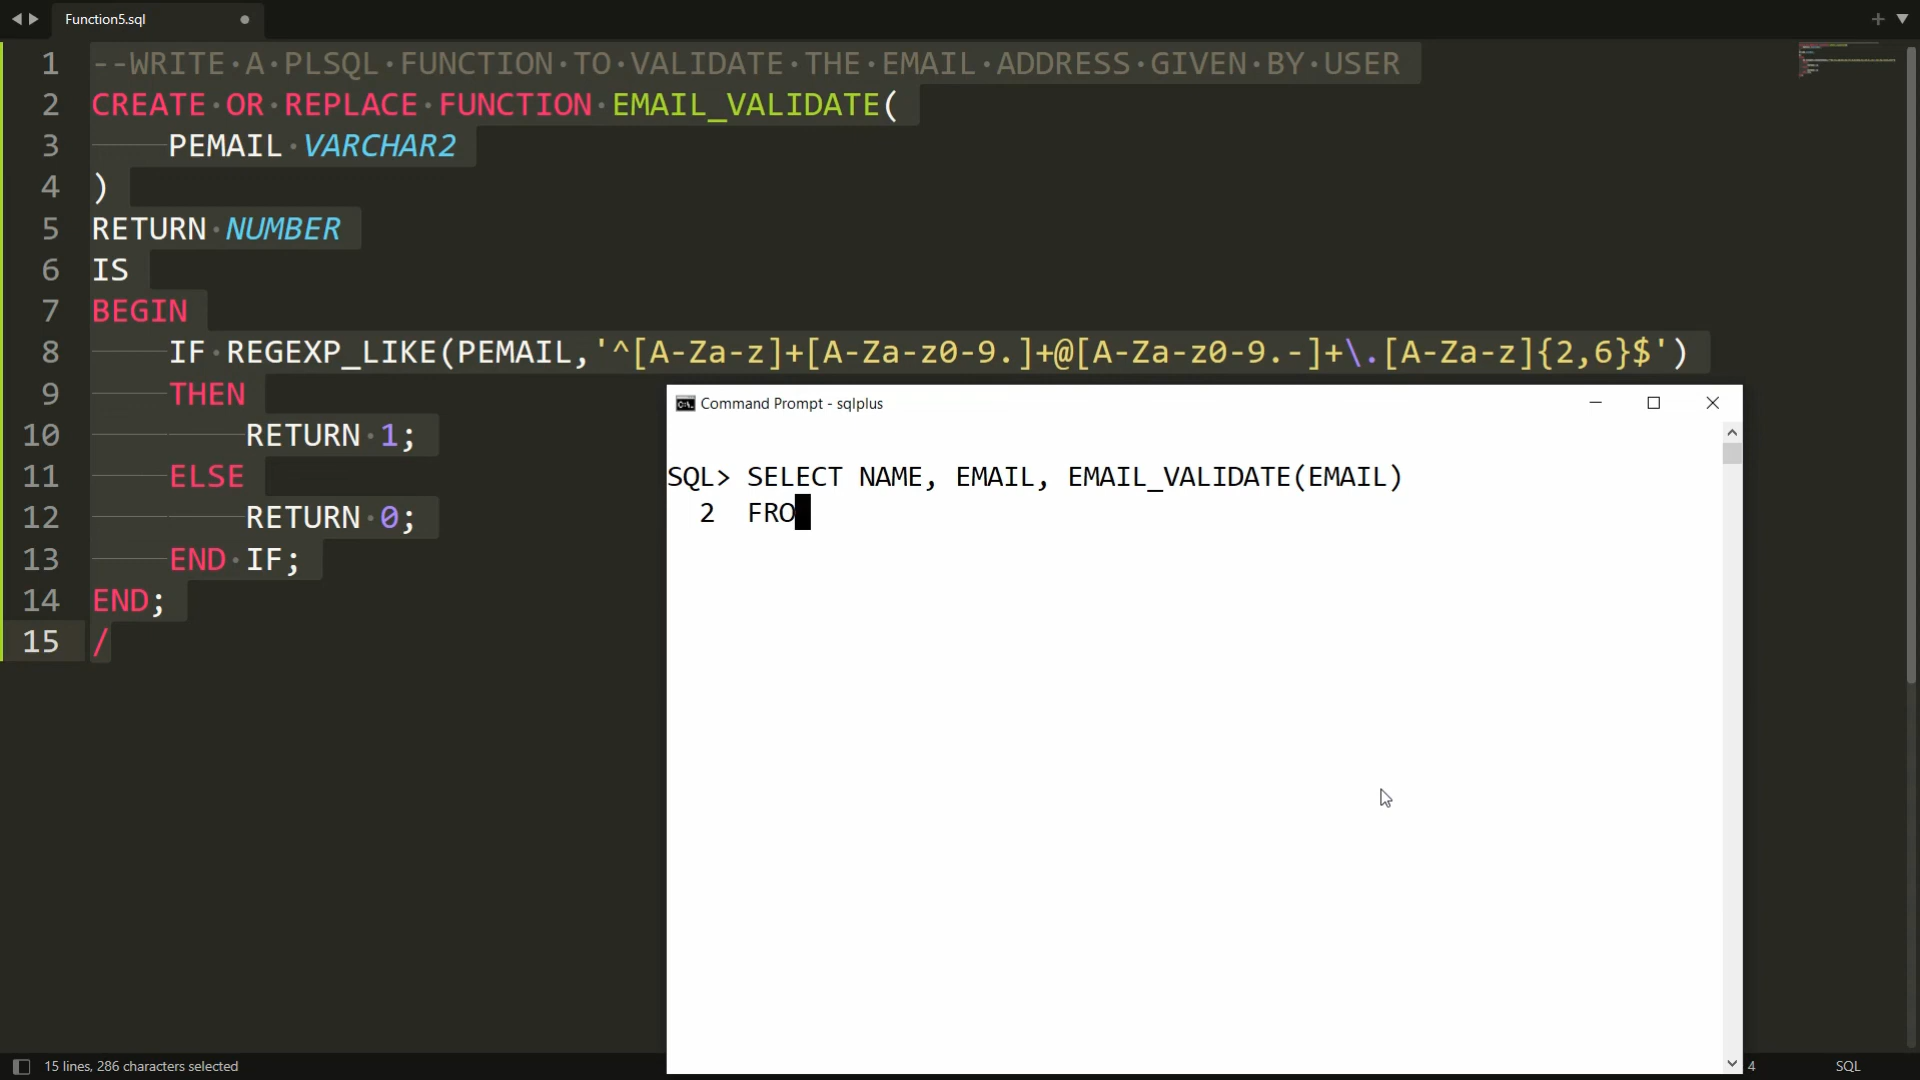 Function5.sql
1 --WRITE A PLSQL FUNCTION TO VALIDATE THE EMAIL ADDRESS GIVEN BY USER
2 CREATE OR REPLACE FUNCTION EMAIL_VALIDATE(
3 PEMAIL VARCHAR2
4 )
5 RETURN NUMBER
6 IS
7 BEGIN
8 IF REGEXP_LIKE(PEMAIL,'^[A-Za-z]+[A-Za-z0-9.]+@[A-Za-z0-9.-]+\.[A-Za-z]{2,6}$')
9 THEN
10 RETURN 1;
11 ELSE
12 RETURN 0;
13 END IF;
14 END;
15 /
Command Prompt - sqlplus
SQL> SELECT NAME, EMAIL, EMAIL_VALIDATE(EMAIL)
2 FRO
15 lines, 286 characters selected
4 SQL